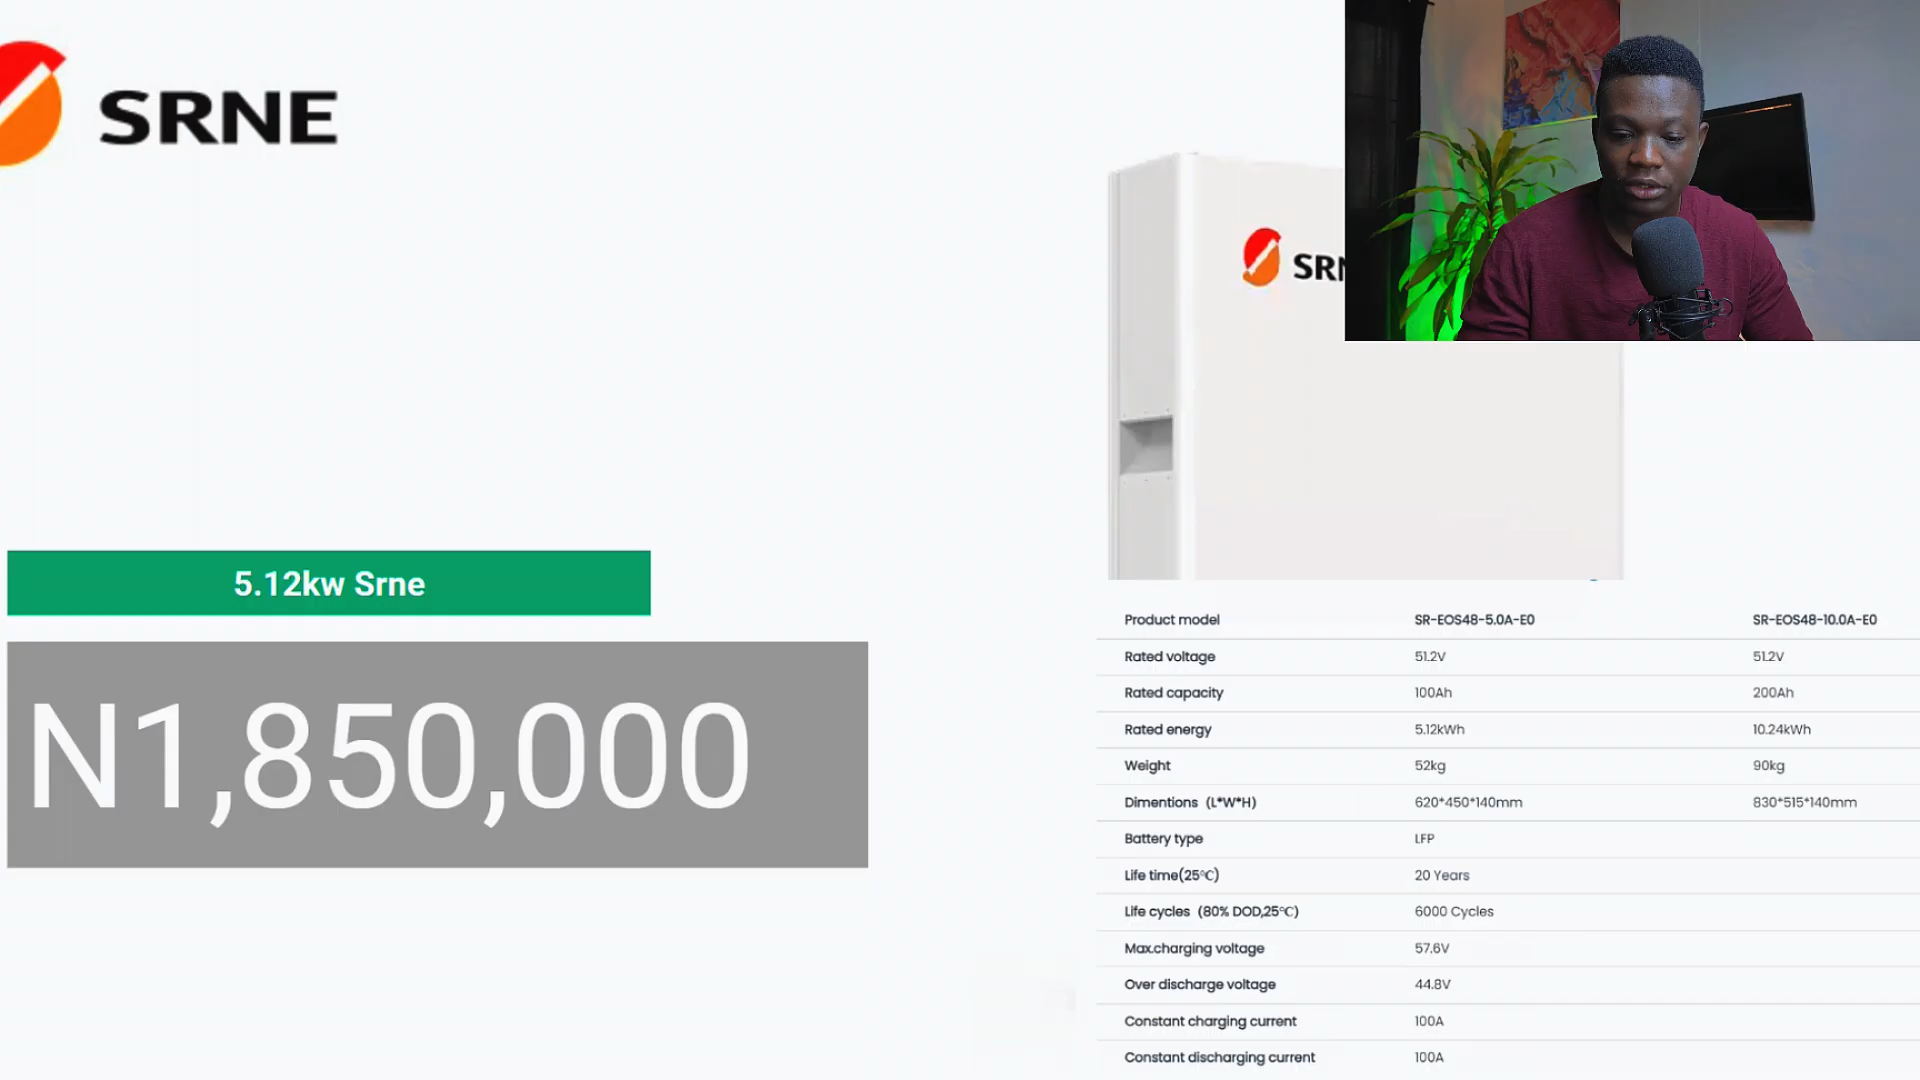 SRNE
SRN
5.12kw Srne
N1,850,000
Product model SR-EOS48-5.0A-E0 SR-EOS48-10.0A-E0
Rated voltage 51.2V 51.2V
Rated capacity 100Ah 200Ah
Rated energy 5.12kWh 10.24kWh
Weight 52kg 90kg
Dimentions (L*W*H) 620*450*140mm 830*515*140mm
Battery type LFP
Life time(25℃) 20 Years
Life cycles (80% DOD,25℃) 6000 Cycles
Max.charging voltage 57.6V
Over discharge voltage 44.8V
Constant charging current 100A
Constant discharging current 100A